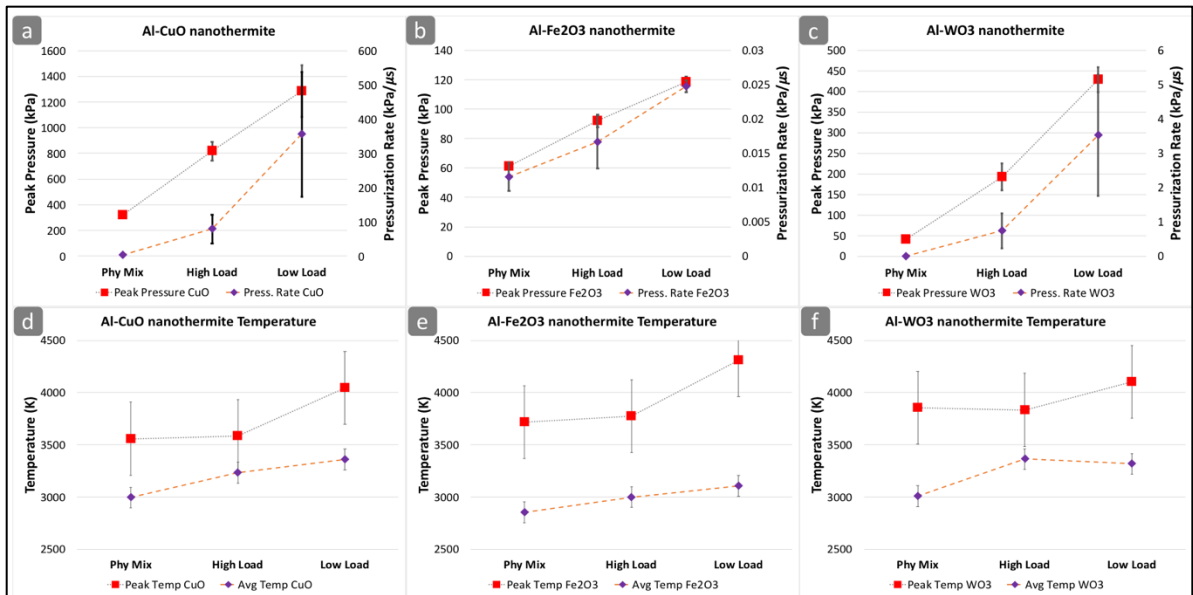 a
Al-CuO nanothermite
Peak Pressure (kPa)
1600
1400
1200
1000
800
600
400
200
0
Pressurization Rate (kPa/μs)
600
500
400
300
200
100
0
Phy Mix High Load Low Load
Peak Pressure CuO Press. Rate CuO
b
Al-Fe2O3 nanothermite
Peak Pressure (kPa)
140
120
100
80
60
40
20
0
Pressurization Rate (kPa/μs)
0.03
0.025
0.02
0.015
0.01
0.005
0
Phy Mix High Load Low Load
Peak Pressure Fe2O3 Press. Rate Fe2O3
c
Al-WO3 nanothermite
Peak Pressure (kPa)
500
450
400
350
300
250
200
150
100
50
0
Pressurization Rate (kPa/μs)
6
5
4
3
2
1
0
Phy Mix High Load Low Load
Peak Pressure WO3 Press. Rate WO3
d
Al-CuO nanothermite Temperature
Temperature (K)
4500
4000
3500
3000
2500
Phy Mix High Load Low Load
Peak Temp CuO Avg Temp CuO
e
Al-Fe2O3 nanothermite Temperature
Temperature (K)
4500
4000
3500
3000
2500
Phy Mix High Load Low Load
Peak Temp Fe2O3 Avg Temp Fe2O3
f
Al-WO3 nanothermite Temperature
Temperature (K)
4500
4000
3500
3000
2500
Phy Mix High Load Low Load
Peak Temp WO3 Avg Temp WO3